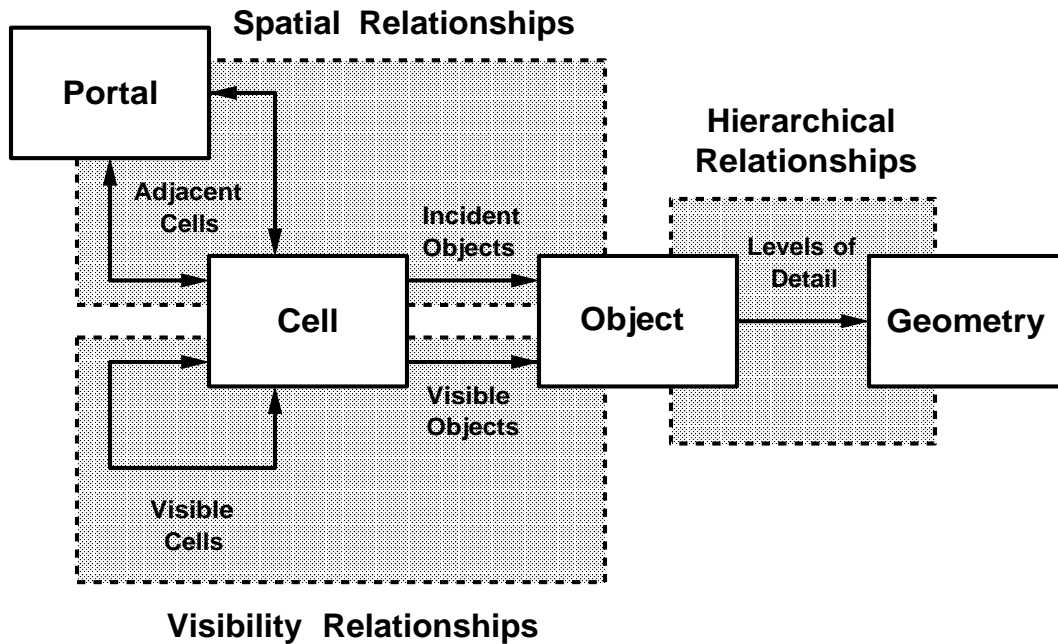 Spatial Relationships
Portal
Hierarchical
Relationships
Adjacent
Cells
Incident
Objects
Levels of
Detail
Cell
Object
Geometry
Visible
Objects
Visible
Cells
Visibility Relationships